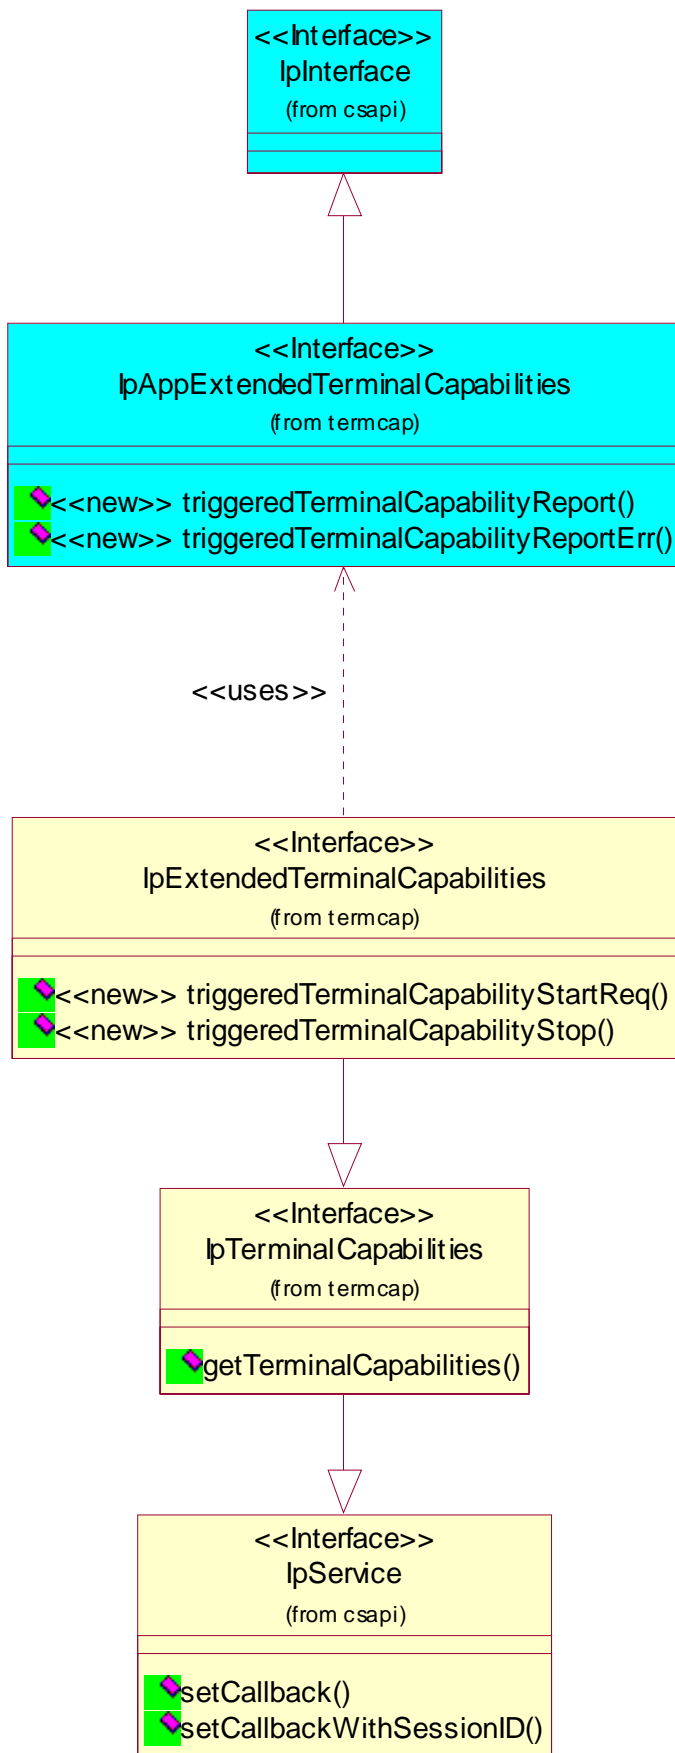 <<Interface>>
IpInterface
(from csapi)
<<Interface>>
IpAppExtendedTerminalCapabilities
(from termcap)
<<new>> triggeredTerminalCapabilityReport()
<<new>> triggeredTerminalCapabilityReportErr()
<<uses>>
<<Interface>>
IpExtendedTerminalCapabilities
(from termcap)
<<new>> triggeredTerminalCapabilityStartReq()
<<new>> triggeredTerminalCapabilityStop()
<<Interface>>
IpTerminalCapabilities
(from termcap)
getTerminalCapabilities()
<<Interface>>
IpService
(from csapi)
setCallback()
setCallbackWithSessionID()